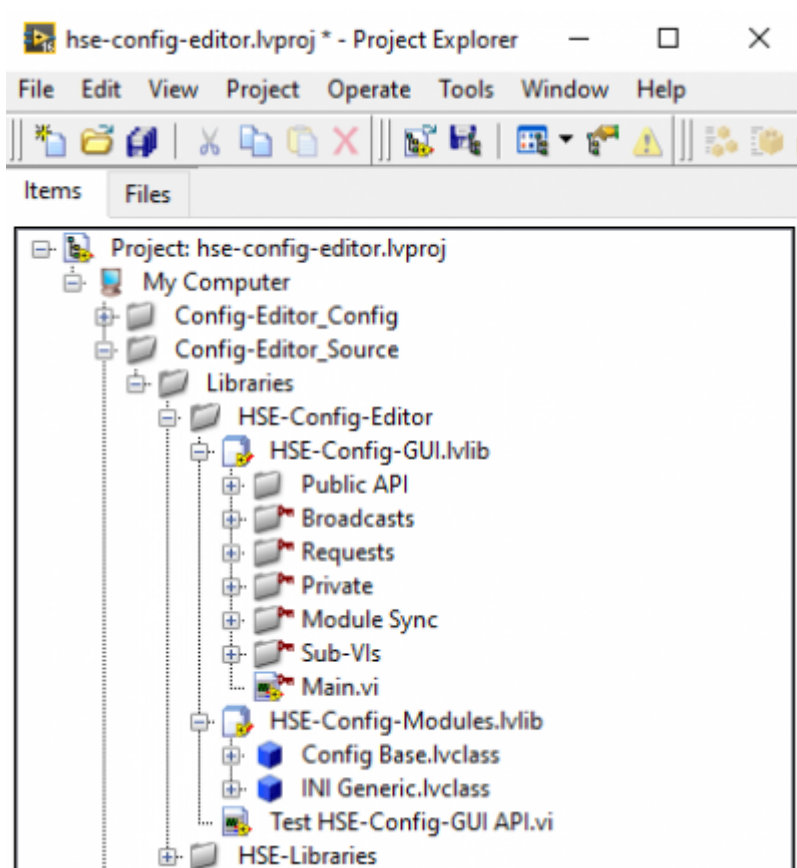 hse-config-editor.lvproj * - Project Explorer
File Edit View Project Operate Tools Window Help
Items Files
Project: hse-config-editor.lvproj
My Computer
Config-Editor_Config
Config-Editor_Source
Libraries
HSE-Config-Editor
HSE-Config-GUI.lvlib
Public API
Broadcasts
Requests
Private
Module Sync
Sub-VIs
Main.vi
HSE-Config-Modules.lvlib
Config Base.lvclass
INI Generic.lvclass
Test HSE-Config-GUI API.vi
HSE-Libraries